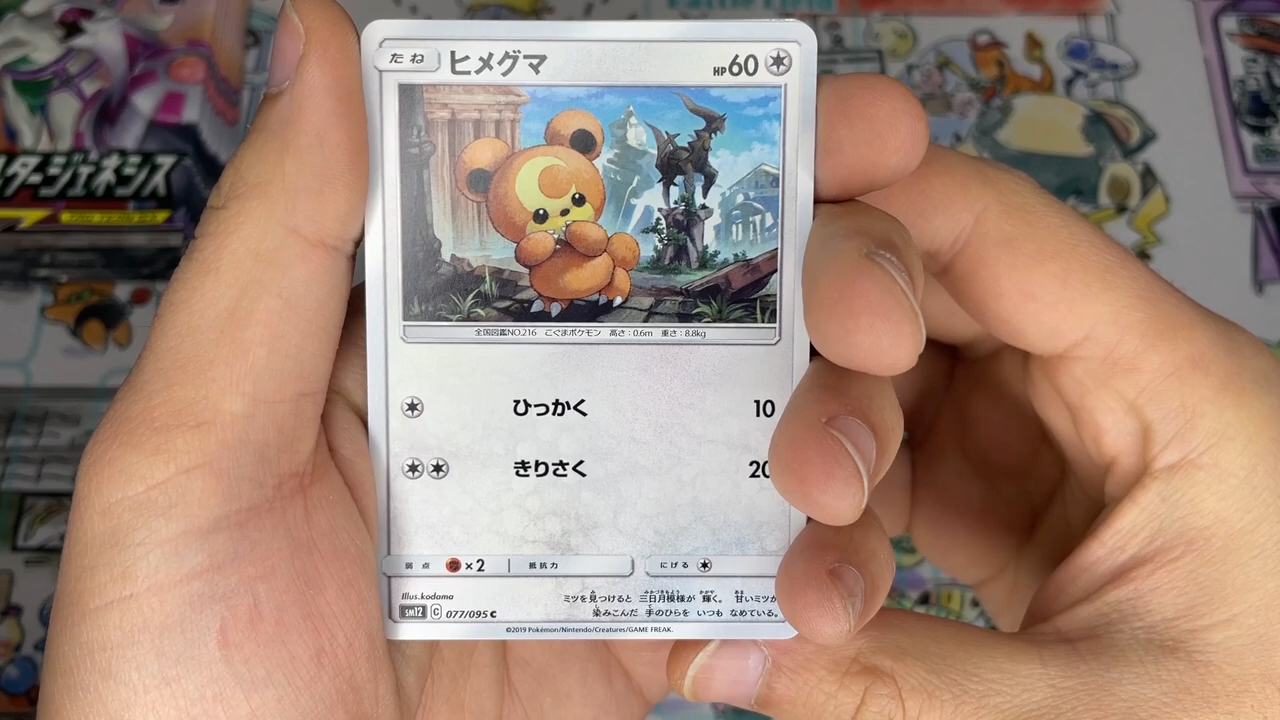 Battle Field
たね ヒメグマ HP60
全国図鑑NO.216 こぐまポケモン 高さ：0.6m 重さ：8.8kg
ひっかく 10
きりさく 20
弱点 ×2 抵抗力 にげる
Illus.kodama
ミツを見つけると 三日月模様が 輝く。 甘いミツが
染みこんだ 手のひらを いつも なめている。
sm12 C 077/095 C
©2019 Pokémon/Nintendo/Creatures/GAME FREAK.
タージェネシス